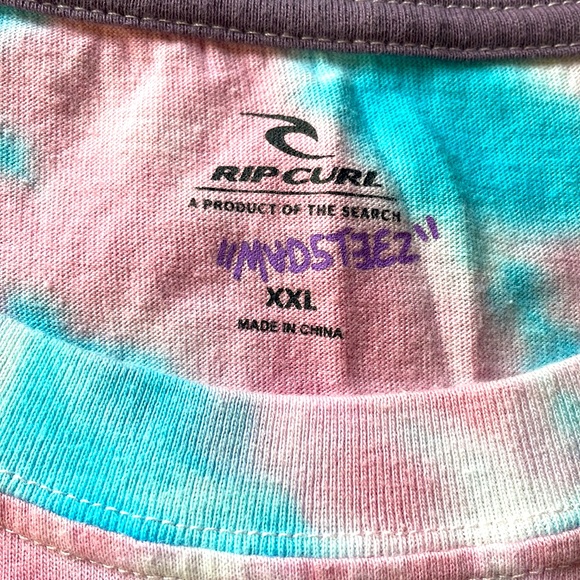 RIP CURL
A PRODUCT OF THE SEARCH
"MVDSTEEZ"
XXL
MADE IN CHINA